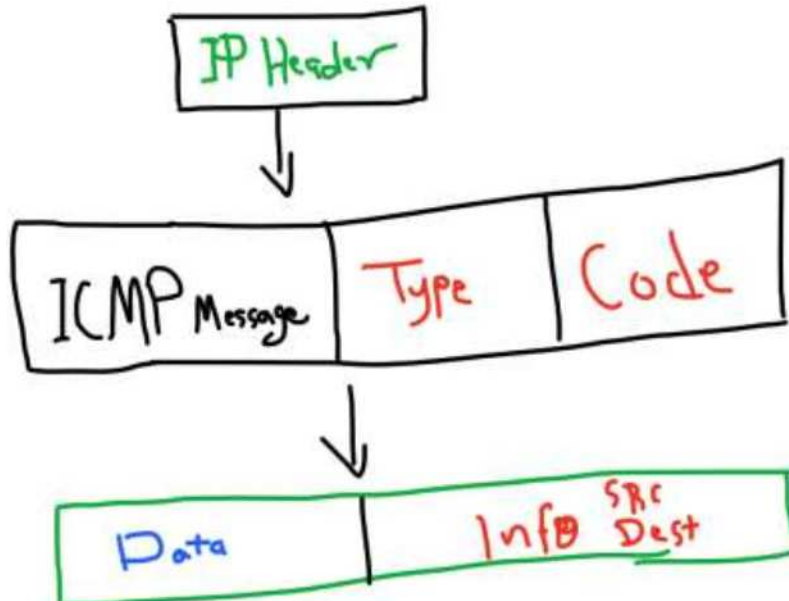 IP Header
ICMP Message Type Code
Data Info SRC
Dest